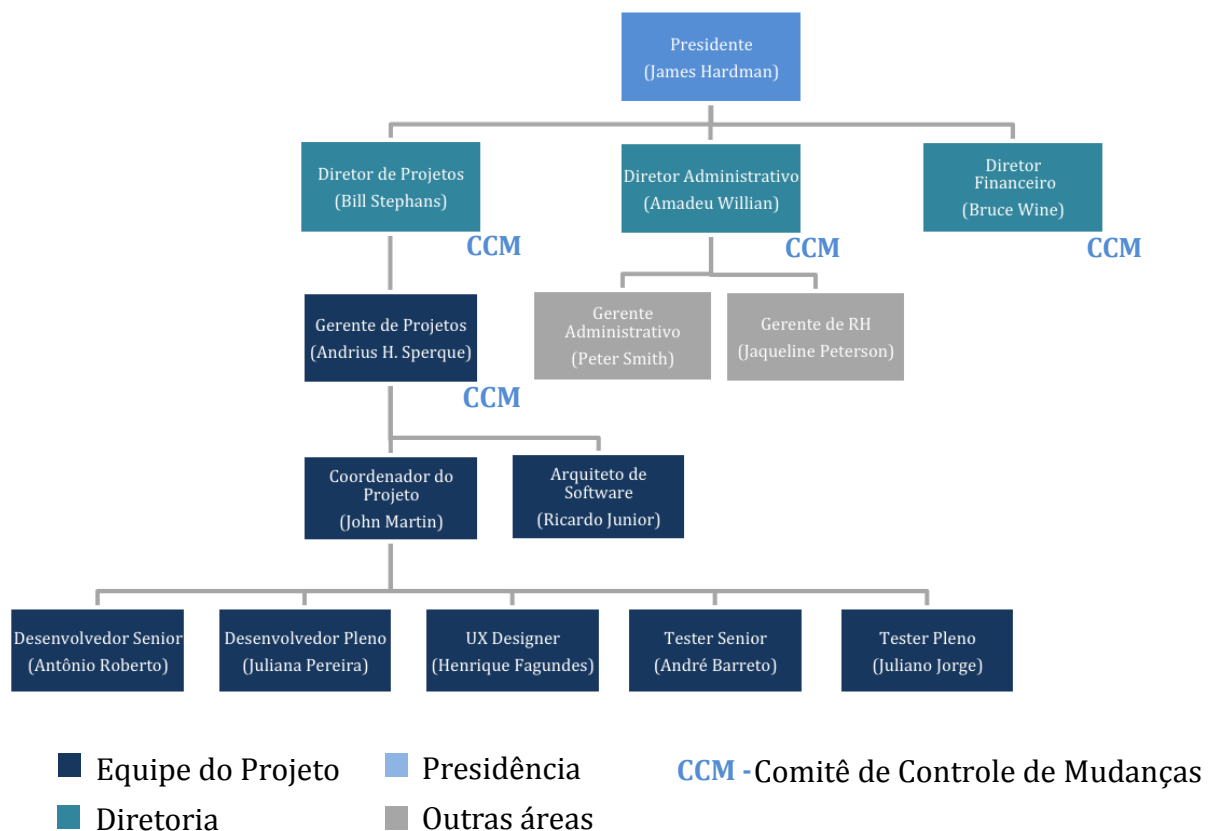 Presidente
(James Hardman)
Diretor de Projetos
(Bill Stephans)
CCM
Diretor Administrativo
(Amadeu Willian)
CCM
Diretor
Financeiro
(Bruce Wine)
CCM
Gerente de Projetos
(Andrius H. Sperque)
CCM
Gerente
Administrativo
(Peter Smith)
Gerente de RH
(Jaqueline Peterson)
Coordenador do
Projeto
(John Martin)
Arquiteto de
Software
(Ricardo Junior)
Desenvolvedor Senior
(Antônio Roberto)
Desenvolvedor Pleno
(Juliana Pereira)
UX Designer
(Henrique Fagundes)
Tester Senior
(André Barreto)
Tester Pleno
(Juliano Jorge)
Equipe do Projeto
Presidência
CCM - Comitê de Controle de Mudanças
Diretoria
Outras áreas